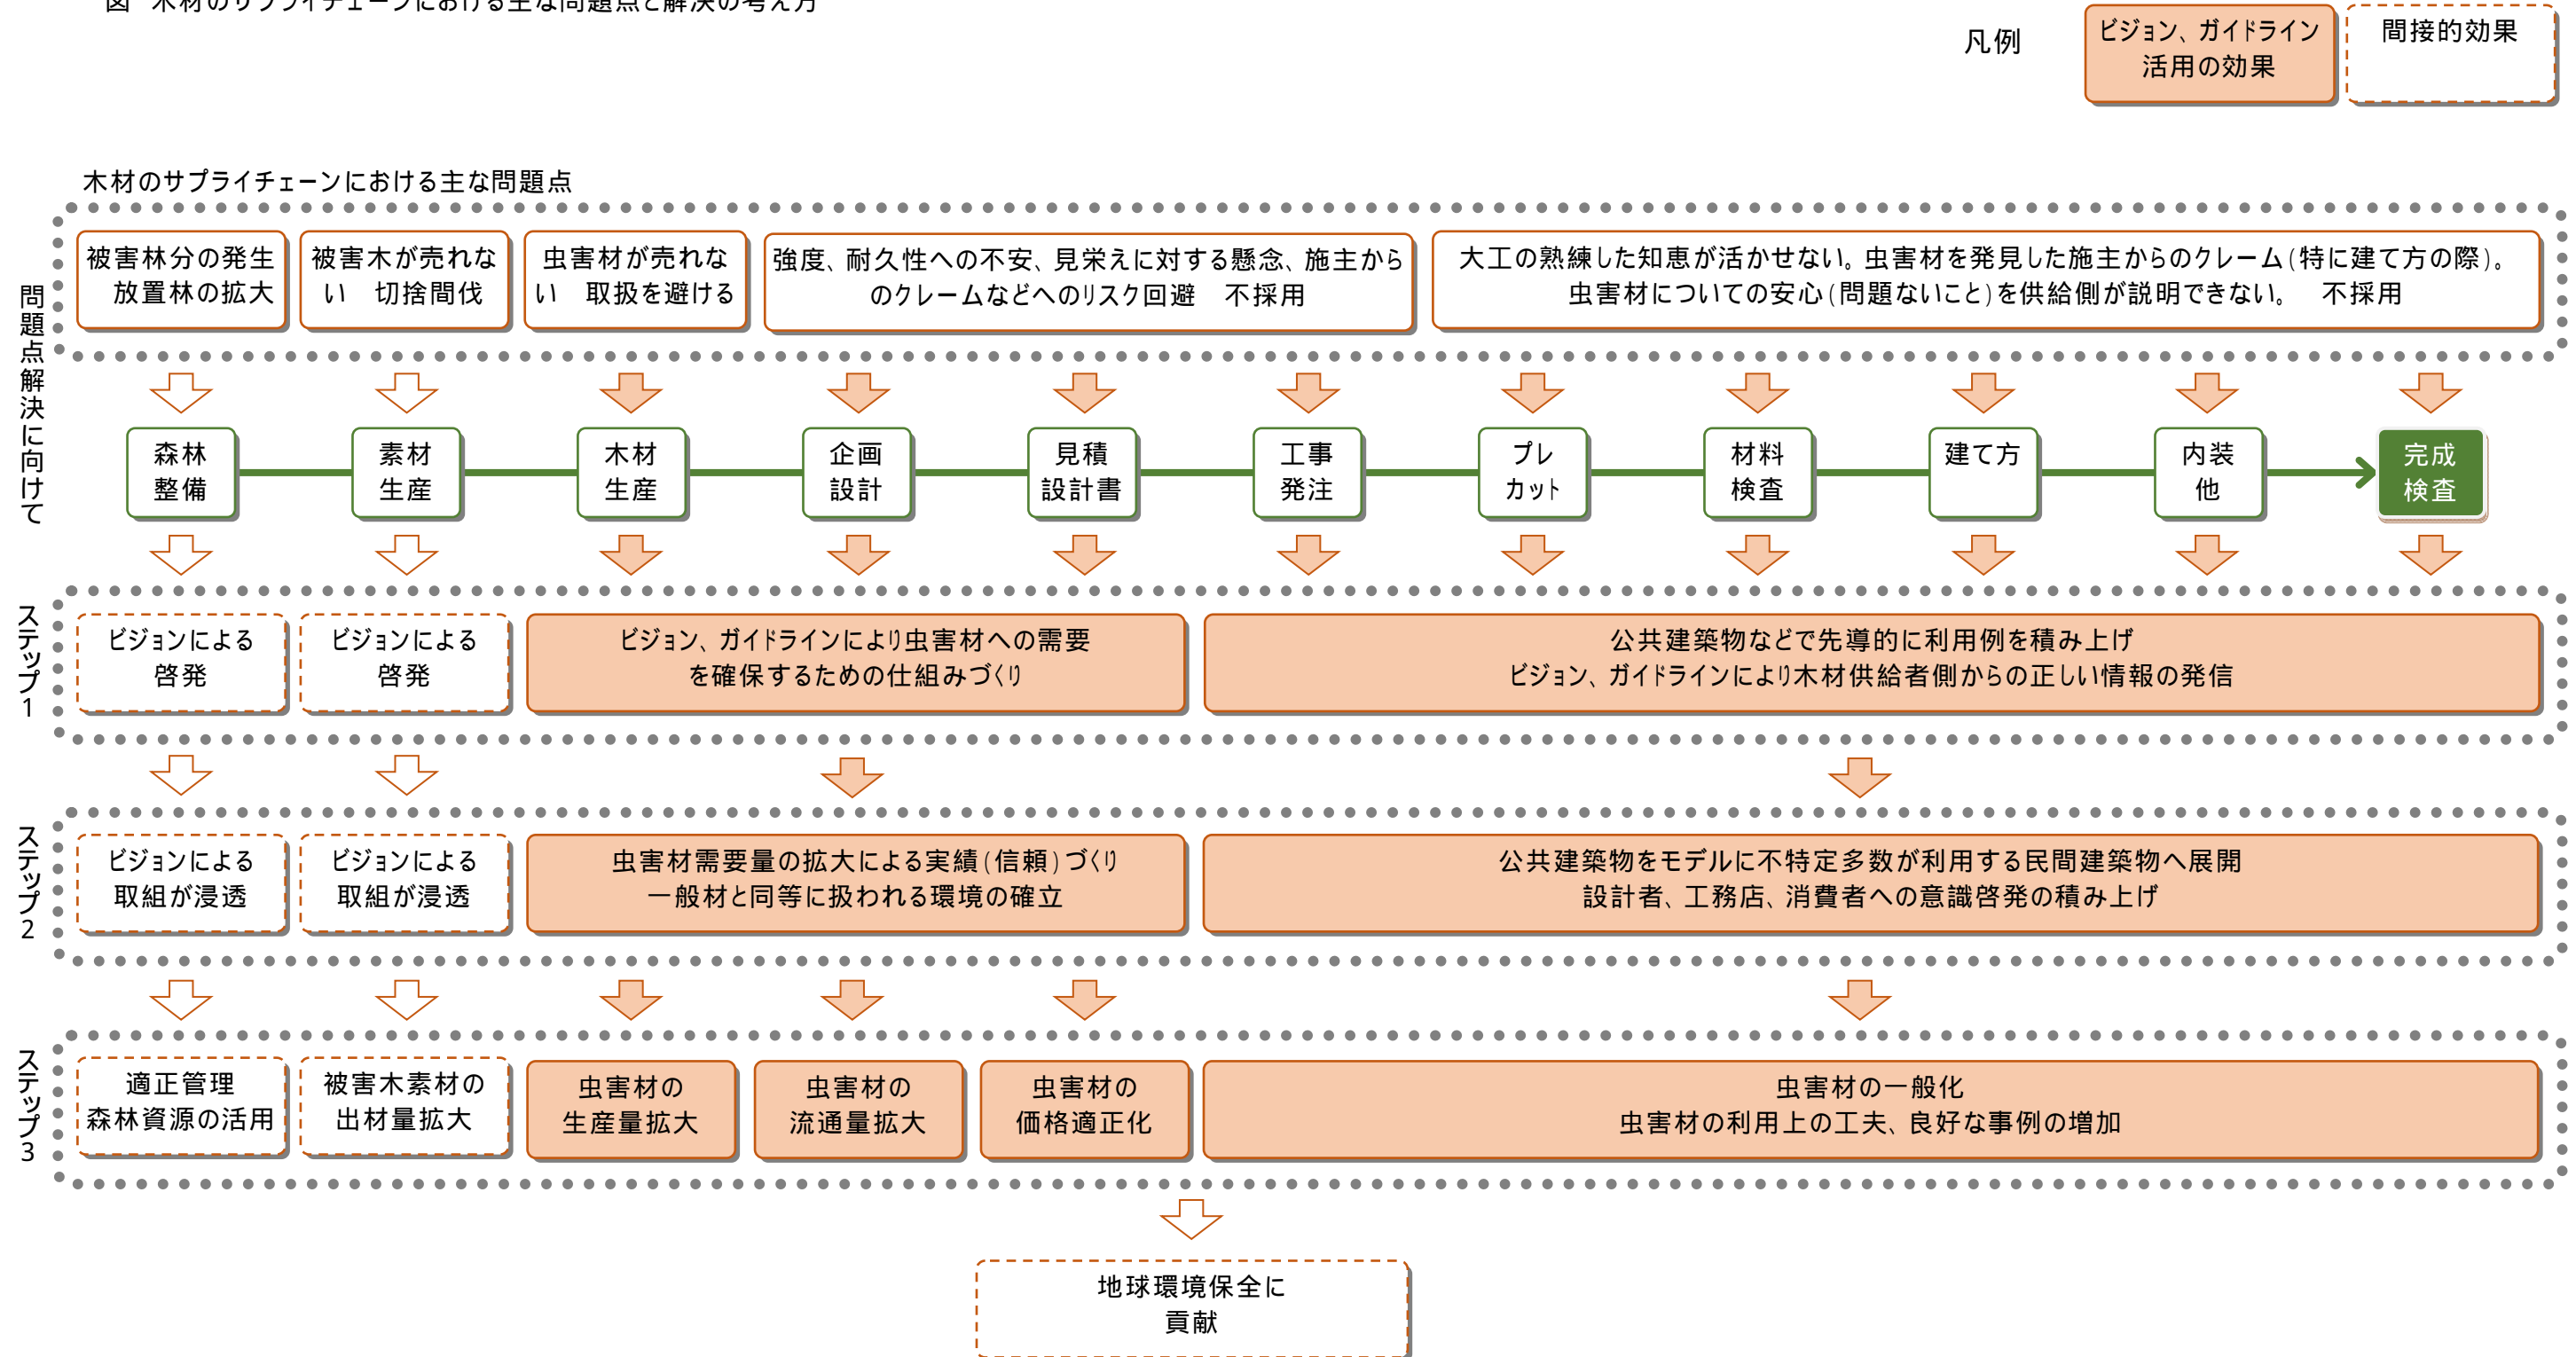 図 木材のサプライチェーンにおける主な問題点と解決の考え方
凡例
ビジョン、ガイドライン
活用の効果
間接的効果
木材のサプライチェーンにおける主な問題点
問題点解決に向けて
被害林分の発生
放置林の拡大
被害木が売れな
い　切捨間伐
虫害材が売れな
い　取扱を避ける
強度、耐久性への不安、見栄えに対する懸念、施主から
のクレームなどへのリスク回避　不採用
大工の熟練した知恵が活かせない。虫害材を発見した施主からのクレーム(特に建て方の際)。
虫害材についての安心(問題ないこと)を供給側が説明できない。　不採用
森林
整備
素材
生産
木材
生産
企画
設計
見積
設計書
工事
発注
プレ
カット
材料
検査
建て方
内装
他
完成
検査
ステップ1
ビジョンによる
啓発
ビジョンによる
啓発
ビジョン、ガイドラインにより虫害材への需要
を確保するための仕組みづくり
公共建築物などで先導的に利用例を積み上げ
ビジョン、ガイドラインにより木材供給者側からの正しい情報の発信
ステップ2
ビジョンによる
取組が浸透
ビジョンによる
取組が浸透
虫害材需要量の拡大による実績(信頼)づくり
一般材と同等に扱われる環境の確立
公共建築物をモデルに不特定多数が利用する民間建築物へ展開
設計者、工務店、消費者への意識啓発の積み上げ
ステップ3
適正管理
森林資源の活用
被害木素材の
出材量拡大
虫害材の
生産量拡大
虫害材の
流通量拡大
虫害材の
価格適正化
虫害材の一般化
虫害材の利用上の工夫、良好な事例の増加
地球環境保全に
貢献